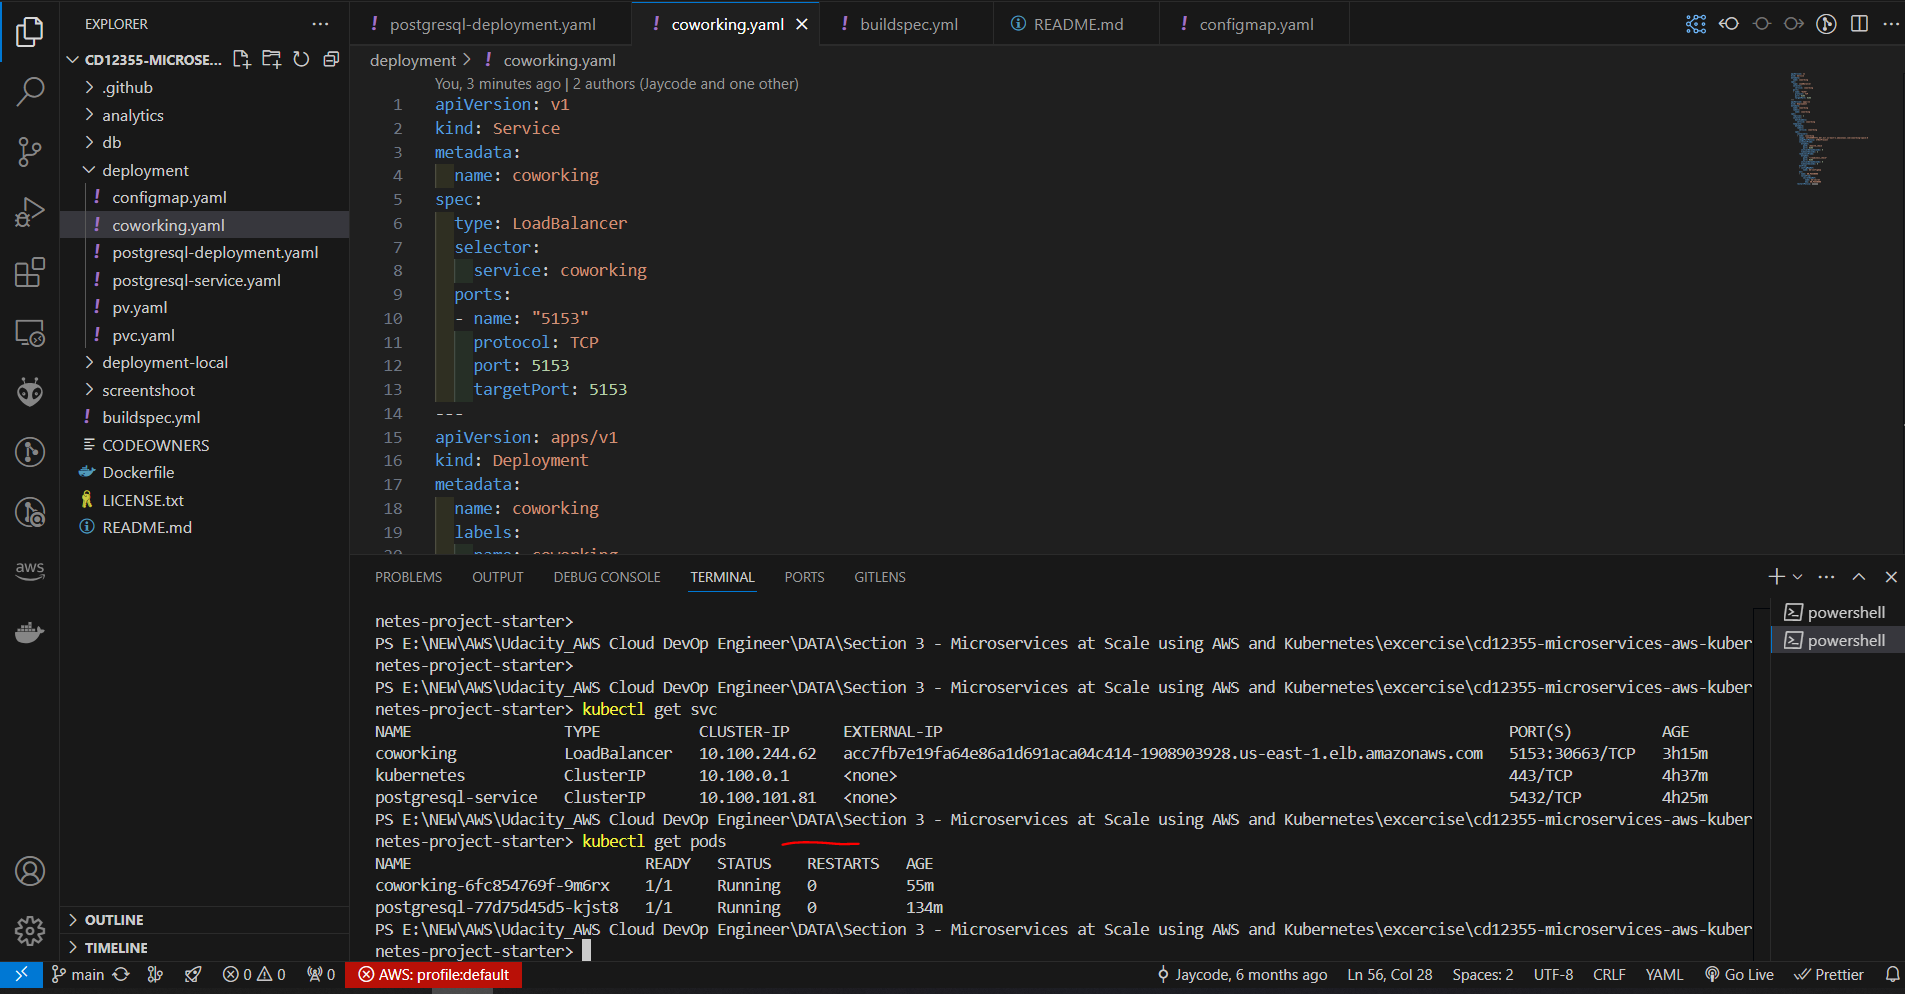 EXPLORER
postgresql-deployment.yaml
coworking.yaml
buildspec.yml
README.md
configmap.yaml
CD12355-MICROSE...
.github
analytics
db
deployment
configmap.yaml
coworking.yaml
postgresql-deployment.yaml
postgresql-service.yaml
pv.yaml
pvc.yaml
deployment-local
screentshoot
buildspec.yml
CODEOWNERS
Dockerfile
LICENSE.txt
README.md
OUTLINE
TIMELINE
aws
deployment > coworking.yaml
You, 3 minutes ago | 2 authors (Jaycode and one other)
1 apiVersion: v1
2 kind: Service
3 metadata:
4 name: coworking
5 spec:
6 type: LoadBalancer
7 selector:
8 service: coworking
9 ports:
10 - name: "5153"
11 protocol: TCP
12 port: 5153
13 targetPort: 5153
14 ---
15 apiVersion: apps/v1
16 kind: Deployment
17 metadata:
18 name: coworking
19 labels:
20 name: coworking
PROBLEMS OUTPUT DEBUG CONSOLE TERMINAL PORTS GITLENS
powershell
powershell
netes-project-starter>
PS E:\NEW\AWS\Udacity_AWS Cloud DevOp Engineer\DATA\Section 3 - Microservices at Scale using AWS and Kubernetes\excercise\cd12355-microservices-aws-kuber
netes-project-starter>
PS E:\NEW\AWS\Udacity_AWS Cloud DevOp Engineer\DATA\Section 3 - Microservices at Scale using AWS and Kubernetes\excercise\cd12355-microservices-aws-kuber
netes-project-starter> kubectl get svc
NAME TYPE CLUSTER-IP EXTERNAL-IP PORT(S) AGE
coworking LoadBalancer 10.100.244.62 acc7fb7e19fa64e86a1d691aca04c414-1908903928.us-east-1.elb.amazonaws.com 5153:30663/TCP 3h15m
kubernetes ClusterIP 10.100.0.1 <none> 443/TCP 4h37m
postgresql-service ClusterIP 10.100.101.81 <none> 5432/TCP 4h25m
PS E:\NEW\AWS\Udacity_AWS Cloud DevOp Engineer\DATA\Section 3 - Microservices at Scale using AWS and Kubernetes\excercise\cd12355-microservices-aws-kuber
netes-project-starter> kubectl get pods
NAME READY STATUS RESTARTS AGE
coworking-6fc854769f-9m6rx 1/1 Running 0 55m
postgresql-77d75d45d5-kjst8 1/1 Running 0 134m
PS E:\NEW\AWS\Udacity_AWS Cloud DevOp Engineer\DATA\Section 3 - Microservices at Scale using AWS and Kubernetes\excercise\cd12355-microservices-aws-kuber
netes-project-starter>
main 0 0 0 AWS: profile:default Jaycode, 6 months ago Ln 56, Col 28 Spaces: 2 UTF-8 CRLF YAML Go Live Prettier